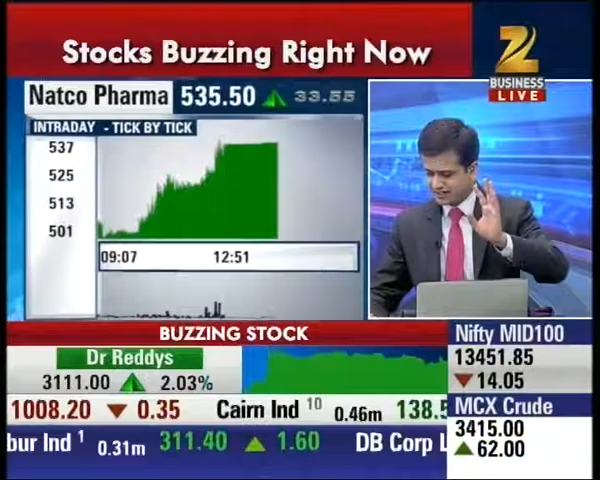 Stocks Buzzing Right Now
Z
BUSINESS
LIVE
Natco Pharma 535.50 33.55
INTRADAY - TICK BY TICK
537
525
513
501
09:07 12:51
BUZZING STOCK
Dr Reddys
3111.00 2.03%
Nifty MID100
13451.85
14.05
MCX Crude
3415.00
62.00
1008.20 0.35 Cairn Ind 10 0.46m 138.5
bur Ind 1 0.31m 311.40 1.60 DB Corp L